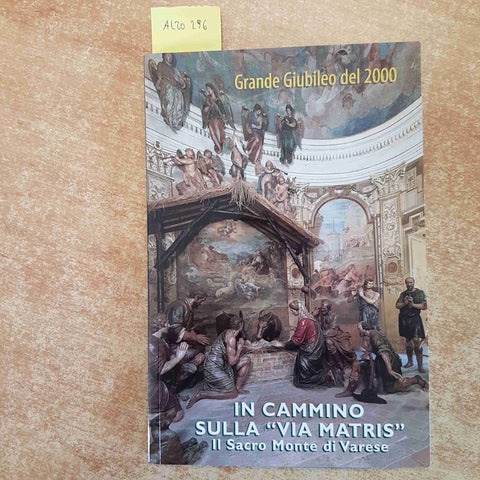 ALZO 296
Grande Giubileo del 2000
IN CAMMINO
SULLA "VIA MATRIS"
Il Sacro Monte di Varese